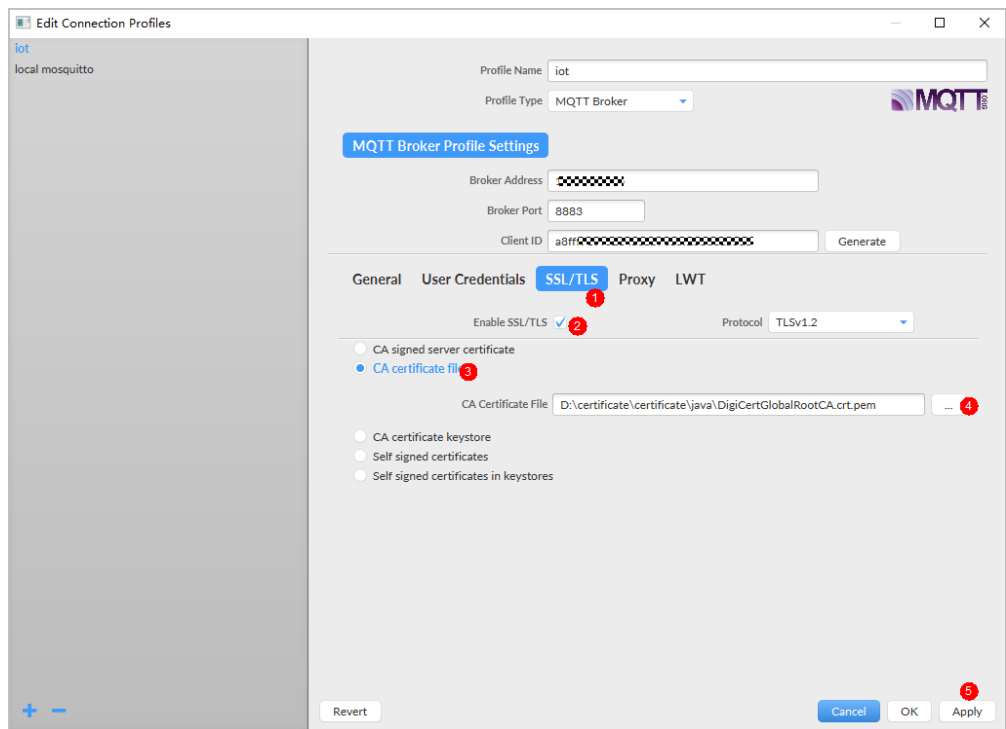 Edit Connection Profiles
iot
local mosquitto
Profile Name iot
Profile Type MQTT Broker
MQTT.ORG
MQTT Broker Profile Settings
Broker Address
Broker Port 8883
Client ID a8ff
Generate
General User Credentials SSL/TLS Proxy LWT
1
Enable SSL/TLS 2 Protocol TLSv1.2
CA signed server certificate
CA certificate fil 3
CA Certificate File D:\certificate\certificate\java\DigiCertGlobalRootCA.crt.pem ... 4
CA certificate keystore
Self signed certificates
Self signed certificates in keystores
5
Revert Cancel OK Apply